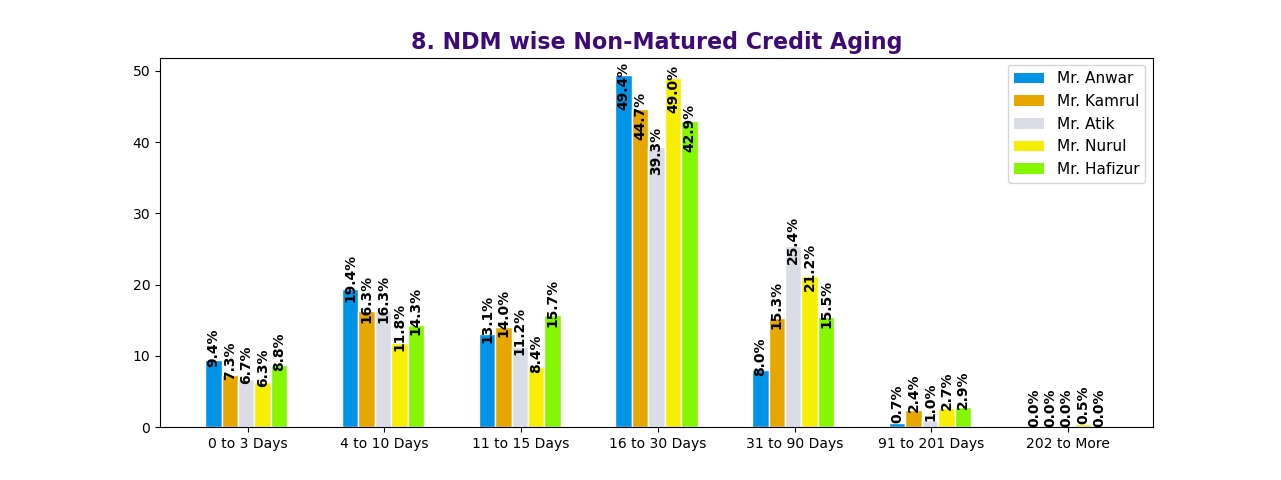 8. NDM wise Non-Matured Credit Aging
50
40
30
20
10
0
Mr. Anwar
Mr. Kamrul
Mr. Atik
Mr. Nurul
Mr. Hafizur
9.4% 7.3% 6.7% 6.3% 8.8%
19.4% 16.3% 16.3% 11.8% 14.3%
13.1% 14.0% 11.2% 8.4% 15.7%
49.4% 44.7% 39.3% 49.0% 42.9%
8.0% 15.3% 25.4% 21.2% 15.5%
0.7% 2.4% 1.0% 2.7% 2.9%
0.0% 0.0% 0.0% 0.5% 0.0%
0 to 3 Days 4 to 10 Days 11 to 15 Days 16 to 30 Days 31 to 90 Days 91 to 201 Days 202 to More